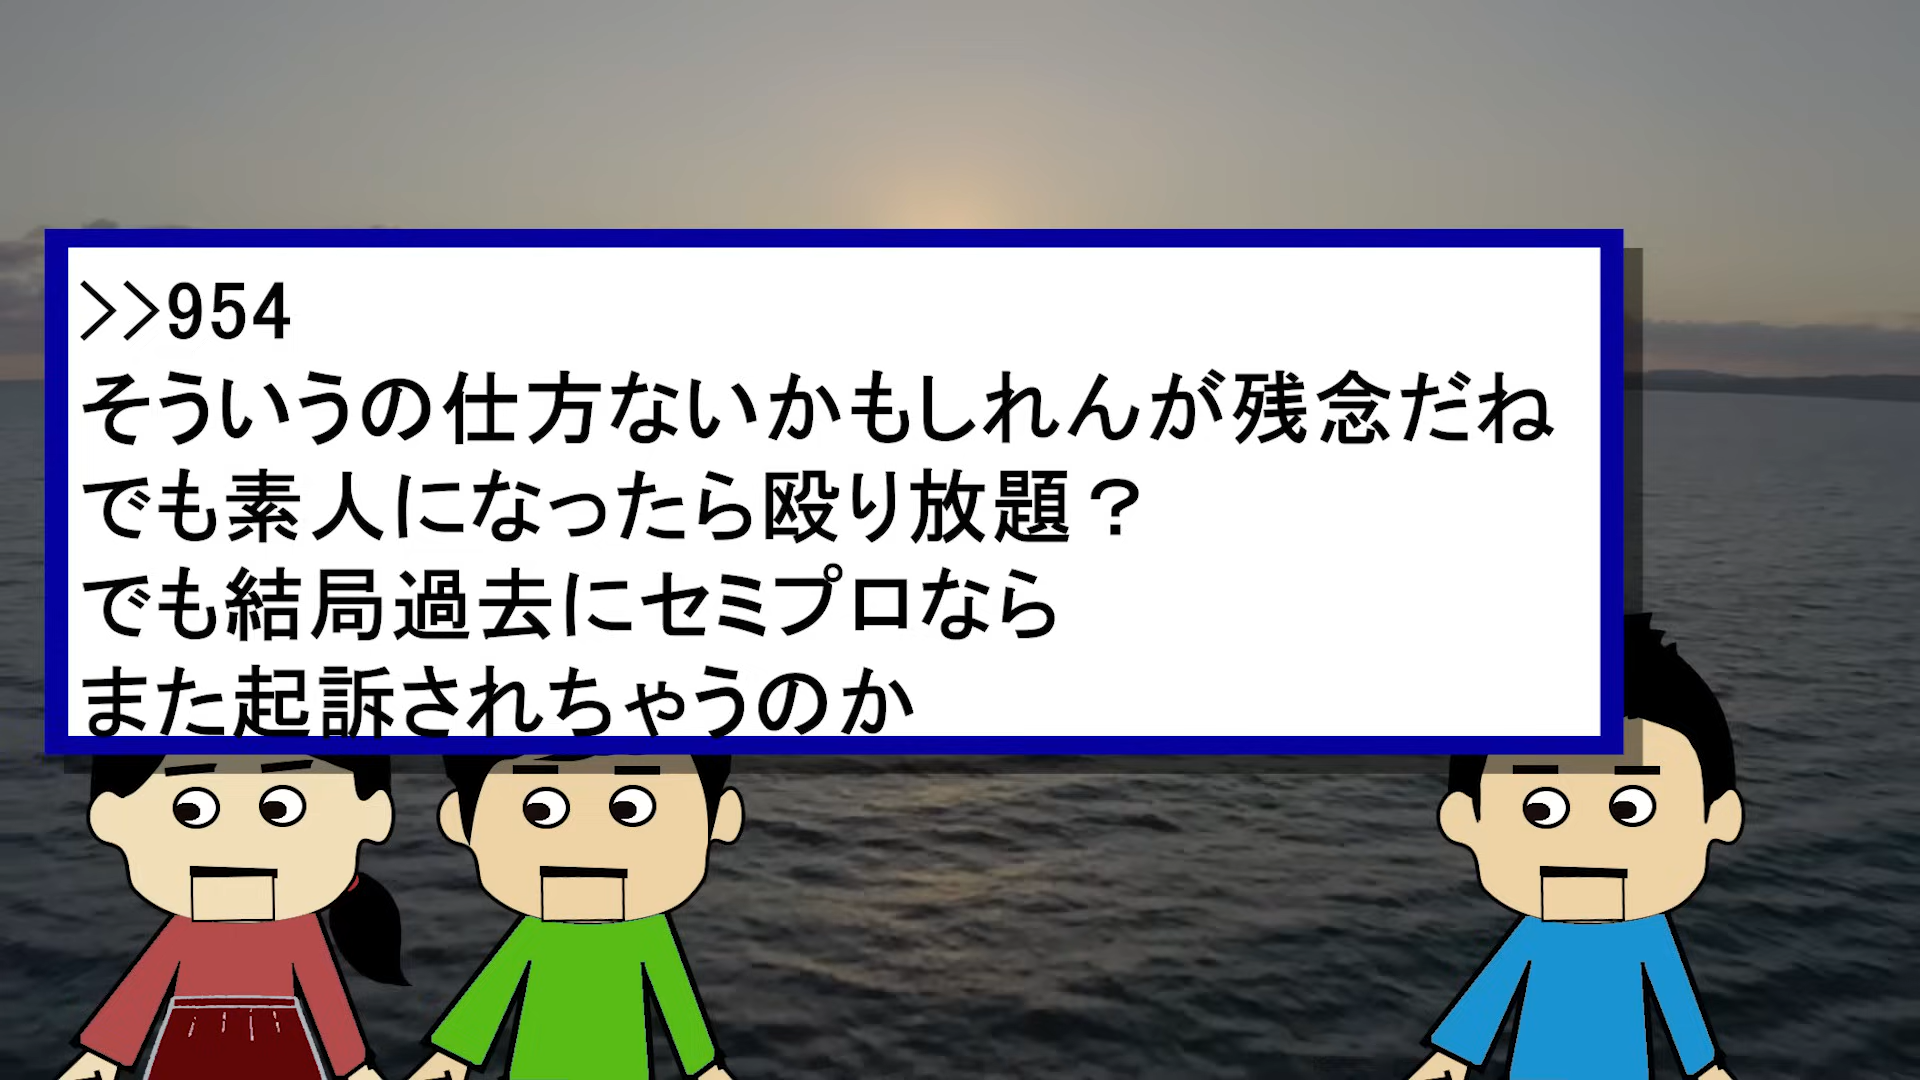 >>954
そういうの仕方ないかもしれんが残念だね
でも素人になったら殴り放題？
でも結局過去にセミプロなら
また起訴されちゃうのか